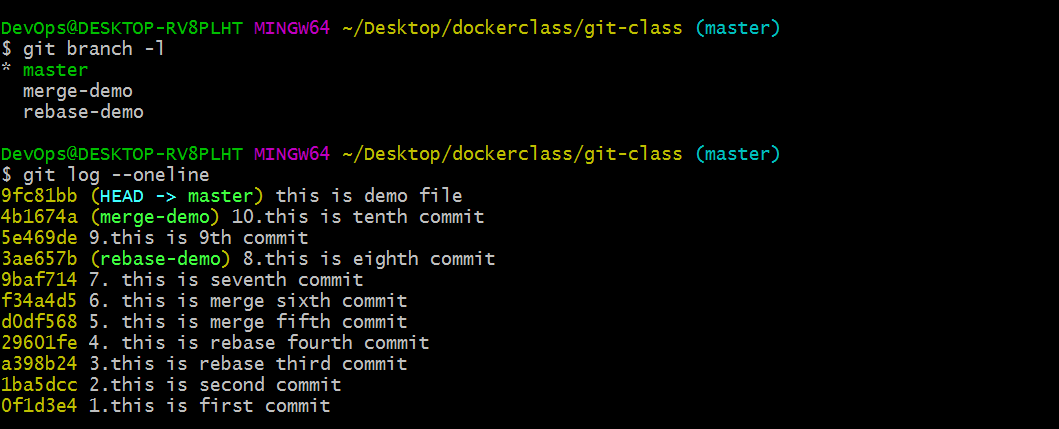 DevOps@DESKTOP-RV8PLHT MINGW64 ~/Desktop/dockerclass/git-class (master)
$ git branch -l
* master
  merge-demo
  rebase-demo

DevOps@DESKTOP-RV8PLHT MINGW64 ~/Desktop/dockerclass/git-class (master)
$ git log --oneline
9fc81bb (HEAD -> master) this is demo file
4b1674a (merge-demo) 10.this is tenth commit
5e469de 9.this is 9th commit
3ae657b (rebase-demo) 8.this is eighth commit
9baf714 7. this is seventh commit
f34a4d5 6. this is merge sixth commit
d0df568 5. this is merge fifth commit
29601fe 4. this is rebase fourth commit
a398b24 3.this is rebase third commit
1ba5dcc 2.this is second commit
0f1d3e4 1.this is first commit